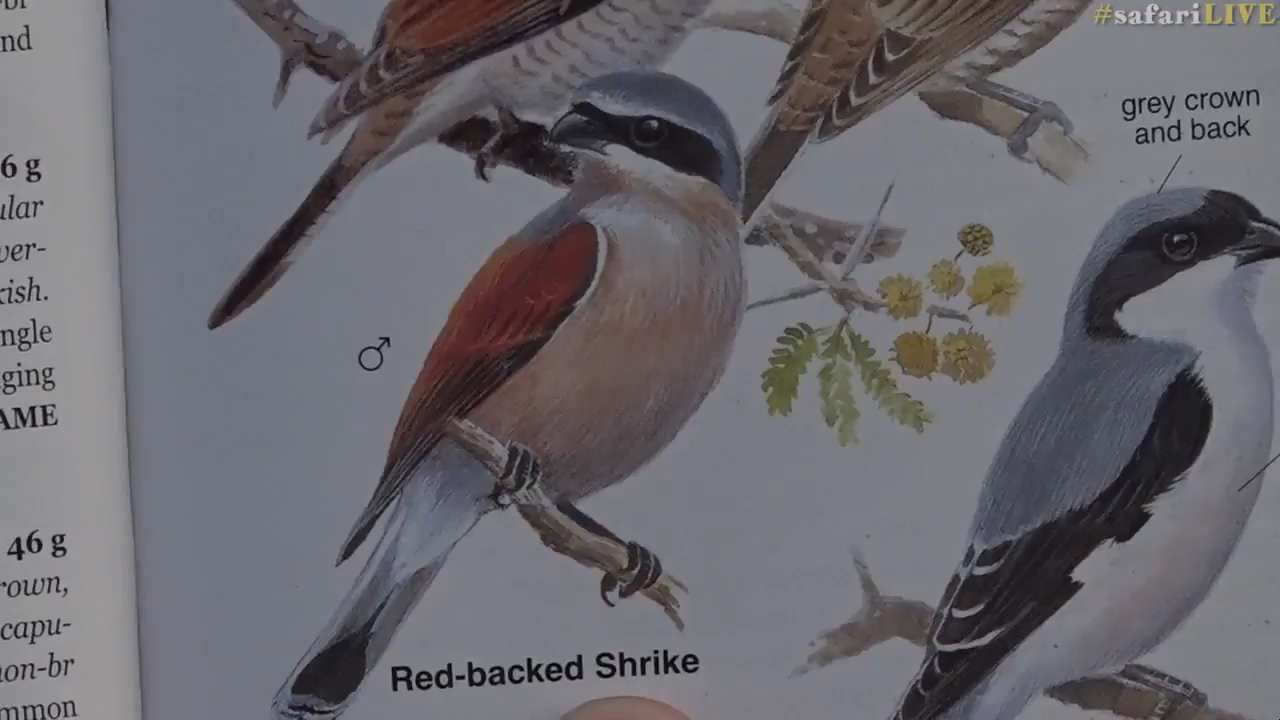 #safariLIVE
nd
6 g
ular
ver-
kish.
ngle
ging
AME
46 g
rown,
capu-
non-br
mmon
grey crown
and back
♂
Red-backed Shrike